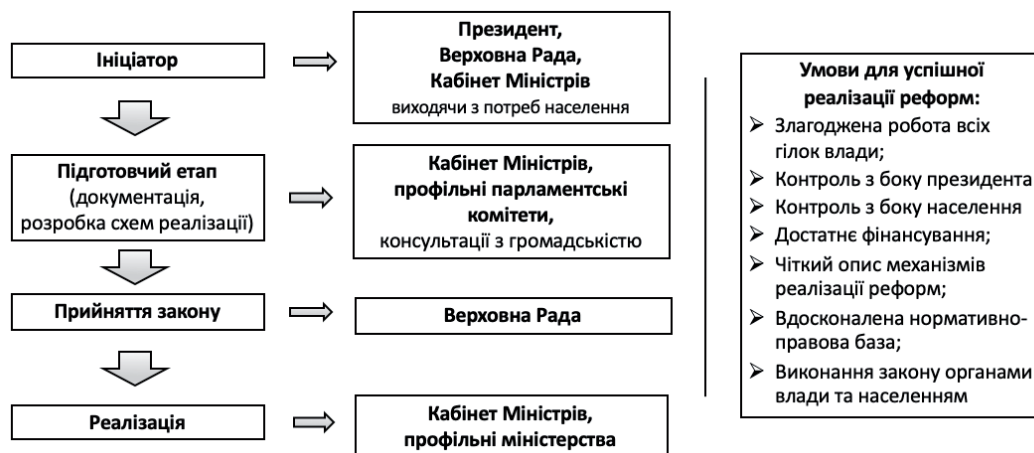 Ініціатор
Президент,
Верховна Рада,
Кабінет Міністрів
виходячи з потреб населення
Підготовчий етап
(документація,
розробка схем реалізації)
Кабінет Міністрів,
профільні парламентські
комітети,
консультації з громадськістю
Прийняття закону
Верховна Рада
Реалізація
Кабінет Міністрів,
профільні міністерства
Умови для успішної
реалізації реформ:
➢ Злагоджена робота всіх
гілок влади;
➢ Контроль з боку президента
➢ Контроль з боку населення
➢ Достатнє фінансування;
➢ Чіткий опис механізмів
реалізації реформ;
➢ Вдосконалена нормативно-
правова база;
➢ Виконання закону органами
влади та населенням